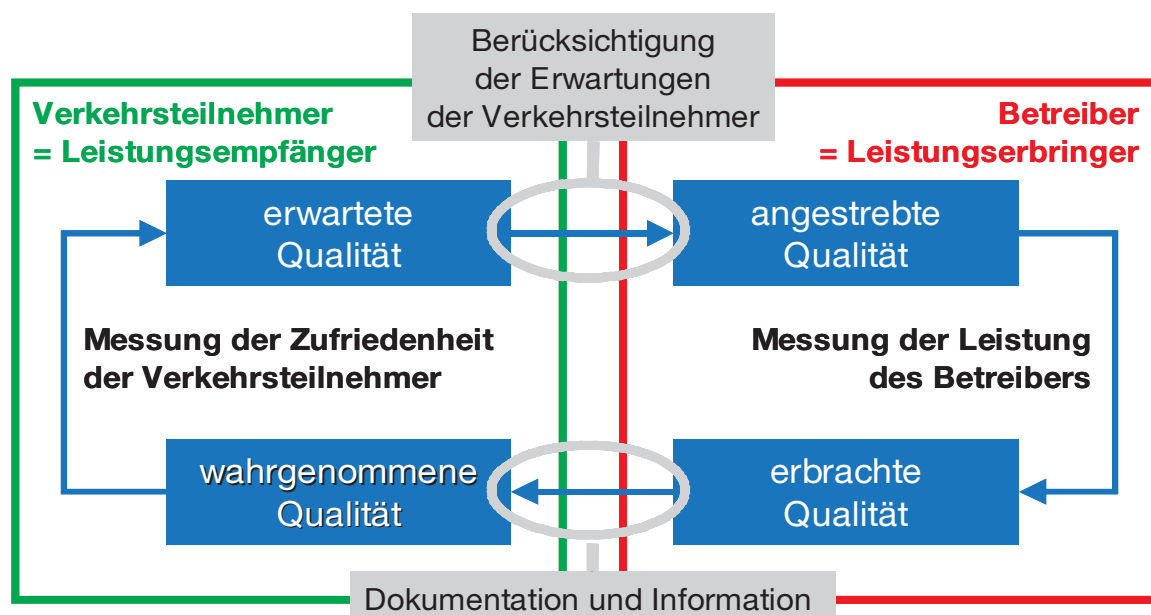 Berücksichtigung
der Erwartungen
der Verkehrsteilnehmer
Verkehrsteilnehmer
= Leistungsempfänger
Betreiber
= Leistungserbringer
erwartete
Qualität
angestrebte
Qualität
Messung der Zufriedenheit
der Verkehrsteilnehmer
Messung der Leistung
des Betreibers
wahrgenommene
Qualität
erbrachte
Qualität
Dokumentation und Information